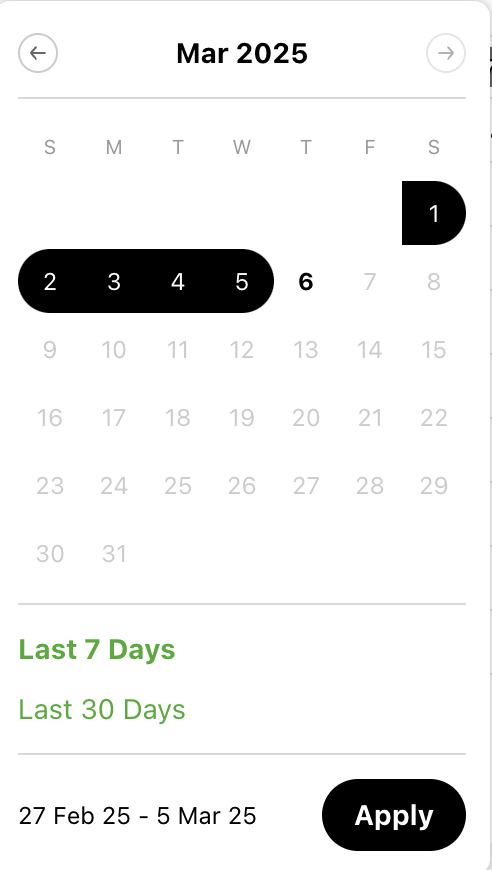 Mar 2025
S M T W T F S
1
2 3 4 5 6 7 8
9 10 11 12 13 14 15
16 17 18 19 20 21 22
23 24 25 26 27 28 29
30 31
Last 7 Days
Last 30 Days
27 Feb 25 - 5 Mar 25 Apply